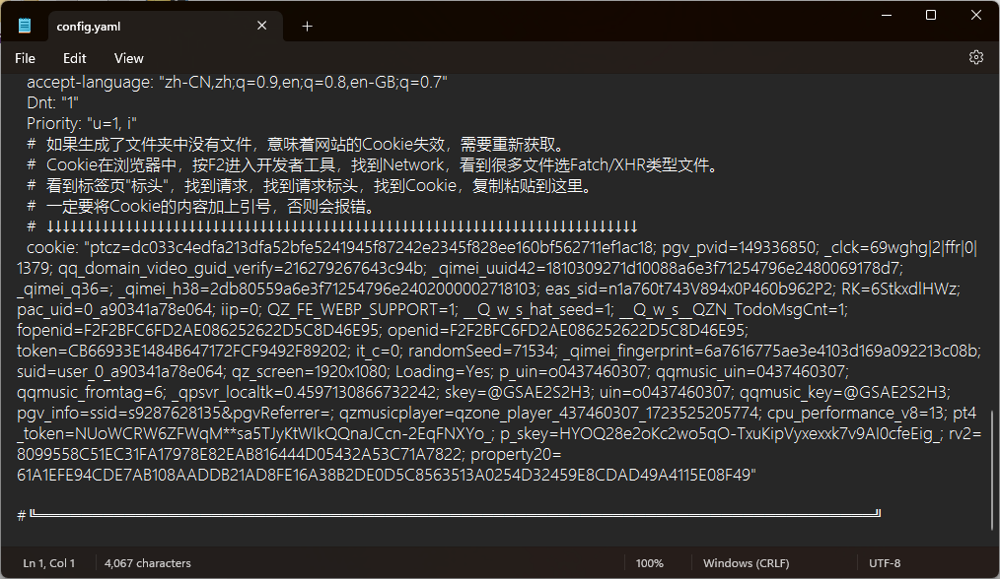 config.yaml
File Edit View
accept-language: "zh-CN,zh;q=0.9,en;q=0.8,en-GB;q=0.7"
Dnt: "1"
Priority: "u=1, i"
# 如果生成了文件夹中没有文件，意味着网站的Cookie失效，需要重新获取。
# Cookie在浏览器中，按F2进入开发者工具，找到Network，看到很多文件选Fatch/XHR类型文件。
# 看到标签页"标头"，找到请求，找到请求标头，找到Cookie，复制粘贴到这里。
# 一定要将Cookie的内容加上引号，否则会报错。
# ↓↓↓↓↓↓↓↓↓↓↓↓↓↓↓↓↓↓↓↓↓↓↓↓↓↓↓↓↓↓↓↓↓↓↓↓↓↓↓↓↓↓↓↓↓↓↓↓↓↓↓↓↓↓↓↓↓↓↓↓↓↓↓↓↓↓↓↓↓↓↓↓↓↓↓
cookie: "ptcz=dc033c4edfa213dfa52bfe5241945f87242e2345f828ee160bf562711ef1ac18; pgv_pvid=149336850; _clck=69wghg|2|ffr|0|
1379; qq_domain_video_guid_verify=216279267643c94b; _qimei_uuid42=1810309271d10088a6e3f71254796e2480069178d7;
_qimei_q36=; _qimei_h38=2db80559a6e3f71254796e2402000002718103; eas_sid=n1a760t743V894x0P460b962P2; RK=6StkxdlHWz;
pac_uid=0_a90341a78e064; iip=0; QZ_FE_WEBP_SUPPORT=1; __Q_w_s_hat_seed=1; __Q_w_s__QZN_TodoMsgCnt=1;
fopenid=F2F2BFC6FD2AE086252622D5C8D46E95; openid=F2F2BFC6FD2AE086252622D5C8D46E95;
token=CB66933E1484B647172FCF9492F89202; it_c=0; randomSeed=71534; _qimei_fingerprint=6a7616775ae3e4103d169a092213c08b;
suid=user_0_a90341a78e064; qz_screen=1920x1080; Loading=Yes; p_uin=o0437460307; qqmusic_uin=0437460307;
qqmusic_fromtag=6; _qpsvr_localtk=0.4597130866732242; skey=@GSAE2S2H3; uin=o0437460307; qqmusic_key=@GSAE2S2H3;
pgv_info=ssid=s9287628135&pgvReferrer=; qzmusicplayer=qzone_player_437460307_1723525205774; cpu_performance_v8=13; pt4
_token=NUoWCRW6ZFWqM**sa5TJyKtWIkQQnaJCcn-2EqFNXYo_; p_skey=HYOQ28e2oKc2wo5qO-TxuKipVyxexxk7v9AI0cfeEig_; rv2=
8099558C51EC31FA17978E82EAB816444D05432A53C71A7822; property20=
61A1EFE94CDE7AB108AADDB21AD8FE16A38B2DE0D5C8563513A0254D32459E8CDAD49A4115E08F49"
#╚═══════════════════════════════════════════════════════════╝
Ln 1, Col 1 4,067 characters 100% Windows (CRLF) UTF-8